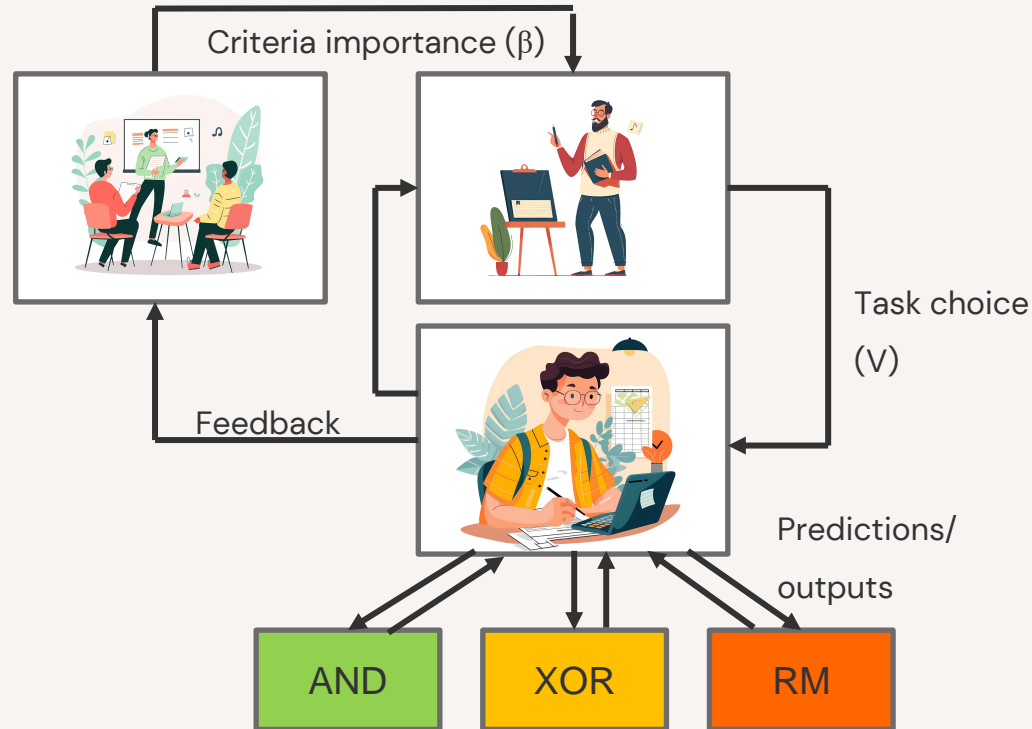 Criteria importance (β)
Task choice
(V)
Feedback
Predictions/
outputs
AND
XOR
RM